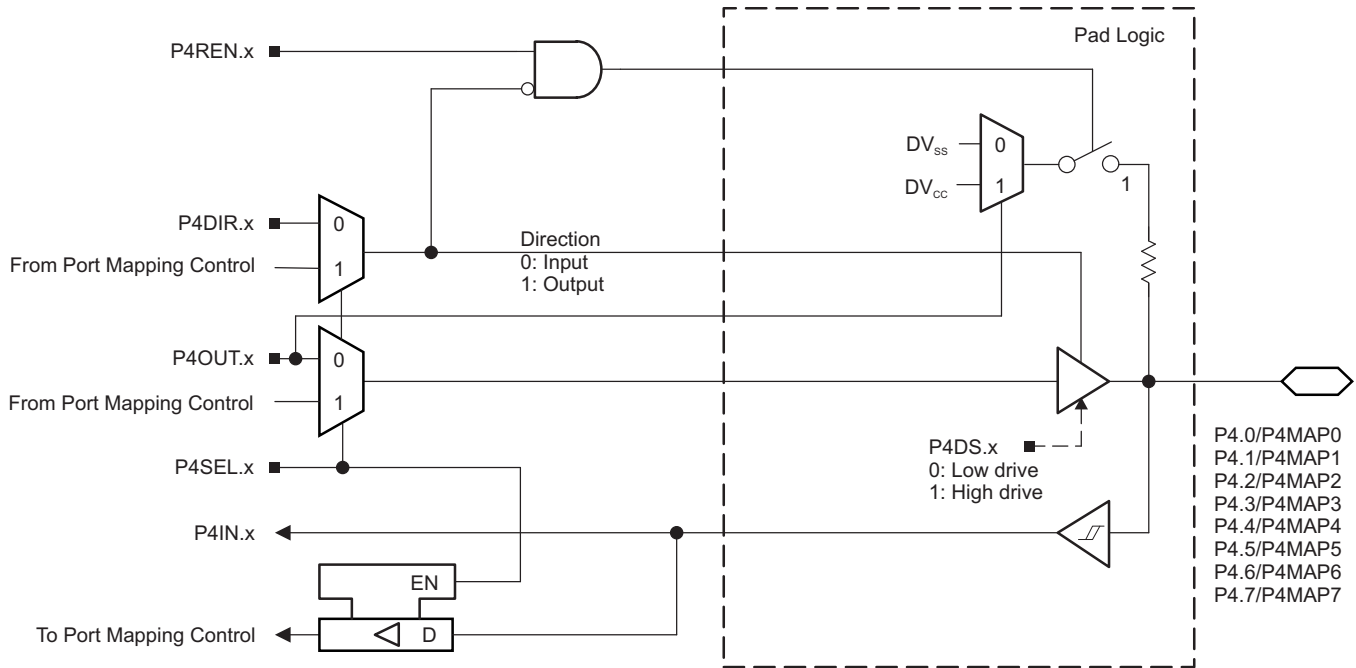 Pad Logic
P4REN.x
DVSS
0
DVCC
1
1
P4DIR.x
0
From Port Mapping Control
1
Direction
0: Input
1: Output
P4OUT.x
0
From Port Mapping Control
1
P4DS.x
0: Low drive
1: High drive
P4SEL.x
P4.0/P4MAP0
P4.1/P4MAP1
P4.2/P4MAP2
P4.3/P4MAP3
P4.4/P4MAP4
P4.5/P4MAP5
P4.6/P4MAP6
P4.7/P4MAP7
P4IN.x
EN
To Port Mapping Control
D